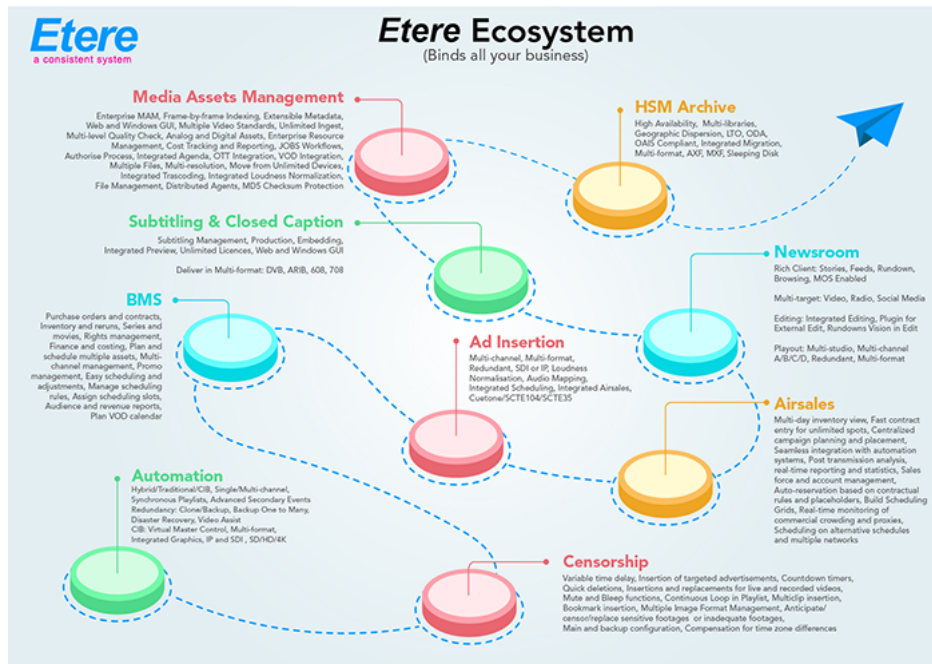 Etere
a consistent system
Etere Ecosystem
(Binds all your business)
Media Assets Management
Enterprise MAM, Frame-by-frame Indexing, Extensible Metadata,
Web and Windows GUI, Multiple Video Standards, Unlimited Ingest,
Multi-level Quality Check, Analog and Digital Assets, Enterprise Resource
Management, Cost Tracking and Reporting, JOBS Workflows,
Authorise Process, Integrated Agenda, OTT Integration, VOD Integration,
Multiple Files, Multi-resolution, Move from Unlimited Devices,
Integrated Trascoding, Integrated Loudness Normalization,
File Management, Distributed Agents, MD5 Checksum Protection
HSM Archive
High Availability, Multi-libraries,
Geographic Dispersion, LTO, ODA,
OAIS Compliant, Integrated Migration,
Multi-format, AXF, MXF, Sleeping Disk
Subtitling & Closed Caption
Subtitling Management, Production, Embedding,
Integrated Preview, Unlimited Licences, Web and Windows GUI
Deliver in Multi-format: DVB, ARIB, 608, 708
Newsroom
Rich Client: Stories, Feeds, Rundown,
Browsing, MOS Enabled
Multi-target: Video, Radio, Social Media
Editing: Integrated Editing, Plugin for
External Edit, Rundowns Vision in Edit
Playout: Multi-studio, Multi-channel
A/B/C/D, Redundant, Multi-format
BMS
Purchase orders and contracts,
Inventory and reruns, Series and
movies, Rights management,
Finance and costing, Plan and
schedule multiple assets, Multi-
channel management, Promo
management, Easy scheduling and
adjustments, Manage scheduling
rules, Assign scheduling slots,
Audience and revenue reports,
Plan VOD calendar
Ad Insertion
Multi-channel, Multi-format,
Redundant, SDI or IP, Loudness
Normalisation, Audio Mapping,
Integrated Scheduling, Integrated Airsales,
Cuetone/SCTE104/SCTE35
Airsales
Multi-day inventory view, Fast contract
entry for unlimited spots, Centralized
campaign planning and placement,
Seamless integration with automation
systems, Post transmission analysis,
real-time reporting and statistics, Sales
force and account management,
Auto-reservation based on contractual
rules and placeholders, Build Scheduling
Grids, Real-time monitoring of
commercial crowding and proxies,
Scheduling on alternative schedules
and multiple networks
Automation
Hybrid/Traditional/CIB, Single/Multi-channel,
Synchronous Playlists, Advanced Secondary Events
Redundancy: Clone/Backup, Backup One to Many,
Disaster Recovery, Video Assist
CIB: Virtual Master Control, Multi-format,
Integrated Graphics, IP and SDI , SD/HD/4K
Censorship
Variable time delay, Insertion of targeted advertisements, Countdown timers,
Quick deletions, Insertions and replacements for live and recorded videos,
Mute and Bleep functions, Continuous Loop in Playlist, Multiclip insertion,
Bookmark insertion, Multiple Image Format Management, Anticipate/
censor/replace sensitive footages or inadequate footages,
Main and backup configuration, Compensation for time zone differences